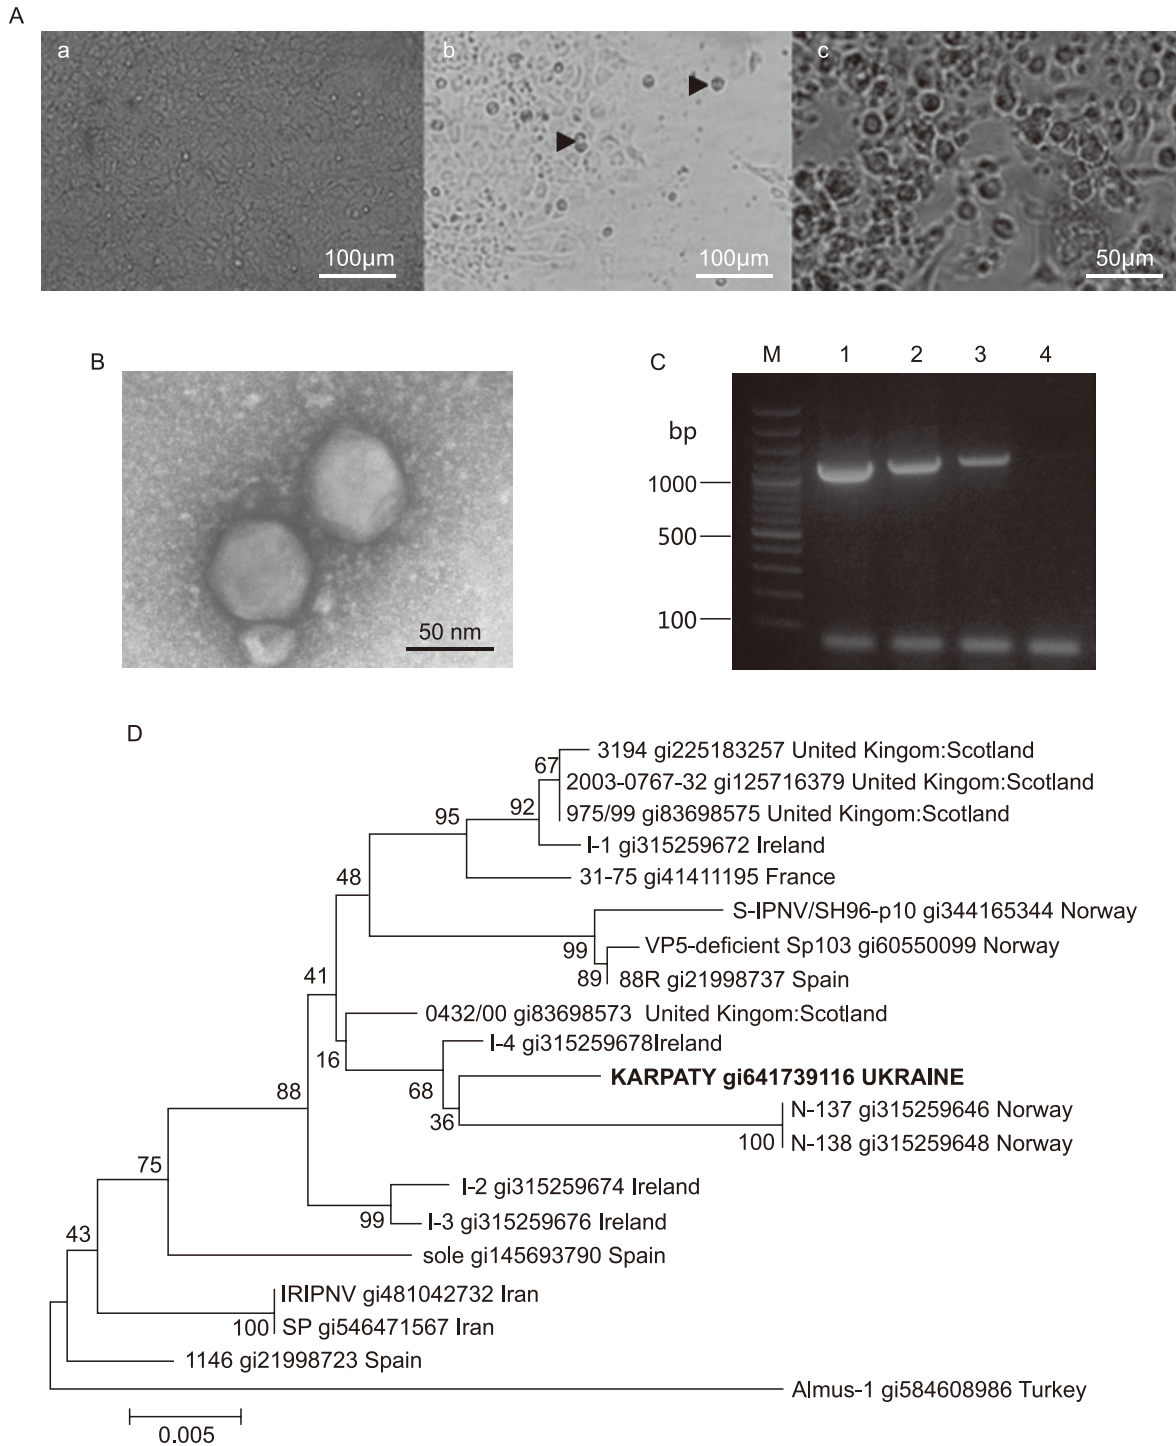 A
a
b
c
100µm
100µm
50µm
B
50 nm
C
M 1 2 3 4
bp
1000
500
100
D
3194 gi225183257 United Kingom:Scotland
67
2003-0767-32 gi125716379 United Kingom:Scotland
92
975/99 gi83698575 United Kingom:Scotland
95
I-1 gi315259672 Ireland
31-75 gi41411195 France
48
S-IPNV/SH96-p10 gi344165344 Norway
99
VP5-deficient Sp103 gi60550099 Norway
89
88R gi21998737 Spain
41
0432/00 gi83698573 United Kingom:Scotland
16
I-4 gi315259678Ireland
68
KARPATY gi641739116 UKRAINE
88
36
N-137 gi315259646 Norway
100
N-138 gi315259648 Norway
75
I-2 gi315259674 Ireland
99
I-3 gi315259676 Ireland
43
sole gi145693790 Spain
IRIPNV gi481042732 Iran
100
SP gi546471567 Iran
1146 gi21998723 Spain
Almus-1 gi584608986 Turkey
0.005